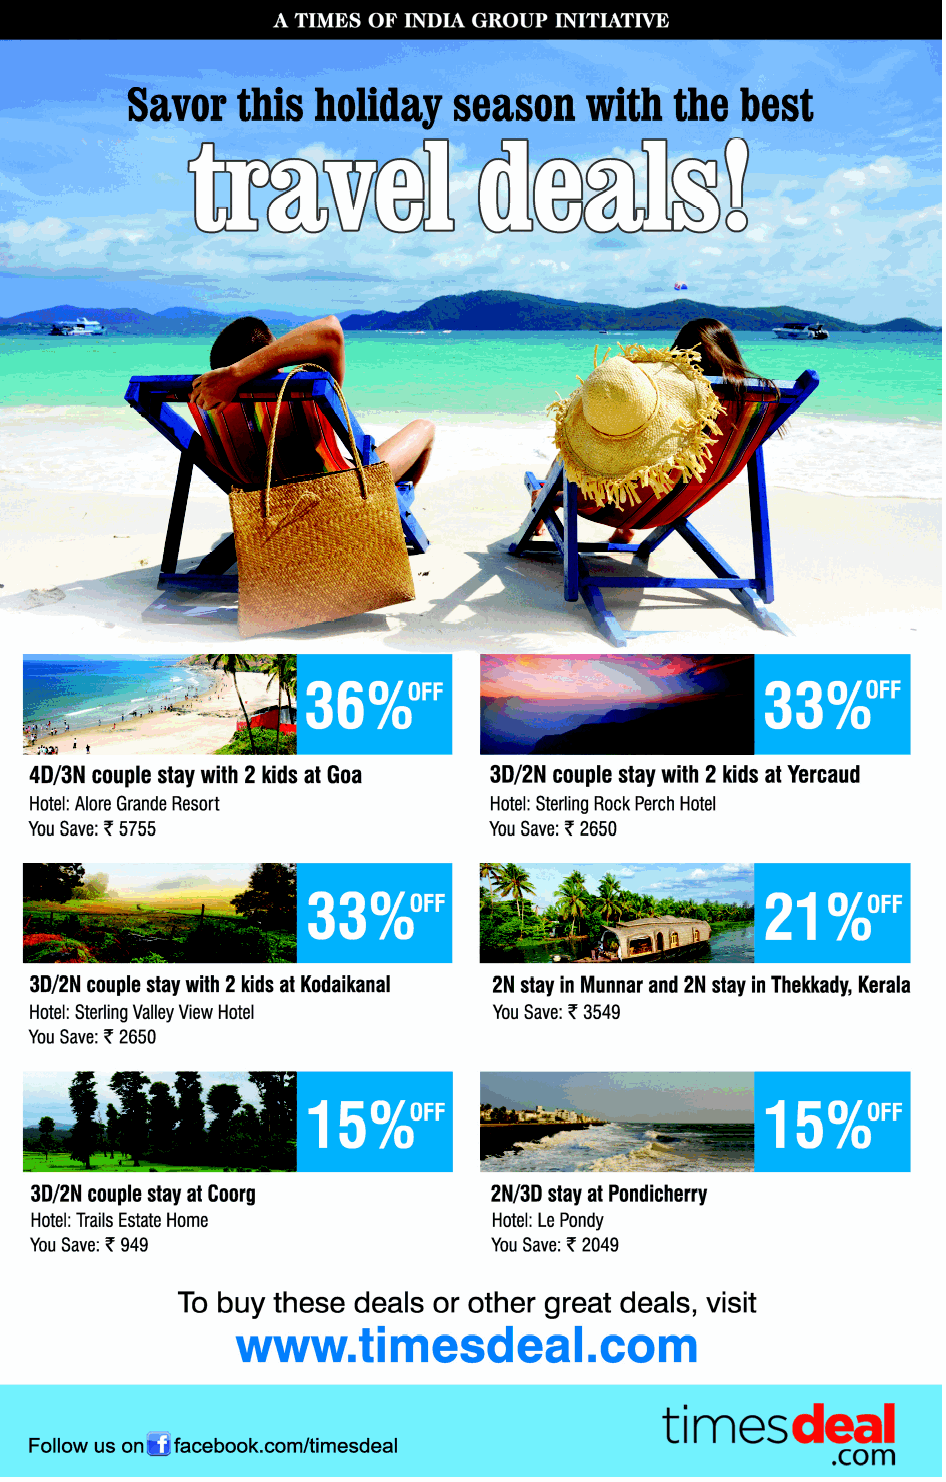 A TIMES OF INDIA GROUP INITIATIVE
Savor this holiday season with the best
travel deals!
36% OFF
4D/3N couple stay with 2 kids at Goa
Hotel: Alore Grande Resort
You Save: ₹ 5755
33% OFF
3D/2N couple stay with 2 kids at Yercaud
Hotel: Sterling Rock Perch Hotel
You Save: ₹ 2650
33% OFF
3D/2N couple stay with 2 kids at Kodaikanal
Hotel: Sterling Valley View Hotel
You Save: ₹ 2650
21% OFF
2N stay in Munnar and 2N stay in Thekkady, Kerala
You Save: ₹ 3549
15% OFF
3D/2N couple stay at Coorg
Hotel: Trails Estate Home
You Save: ₹ 949
15% OFF
2N/3D stay at Pondicherry
Hotel: Le Pondy
You Save: ₹ 2049
To buy these deals or other great deals, visit
www.timesdeal.com
Follow us on f facebook.com/timesdeal
timesdeal
.com